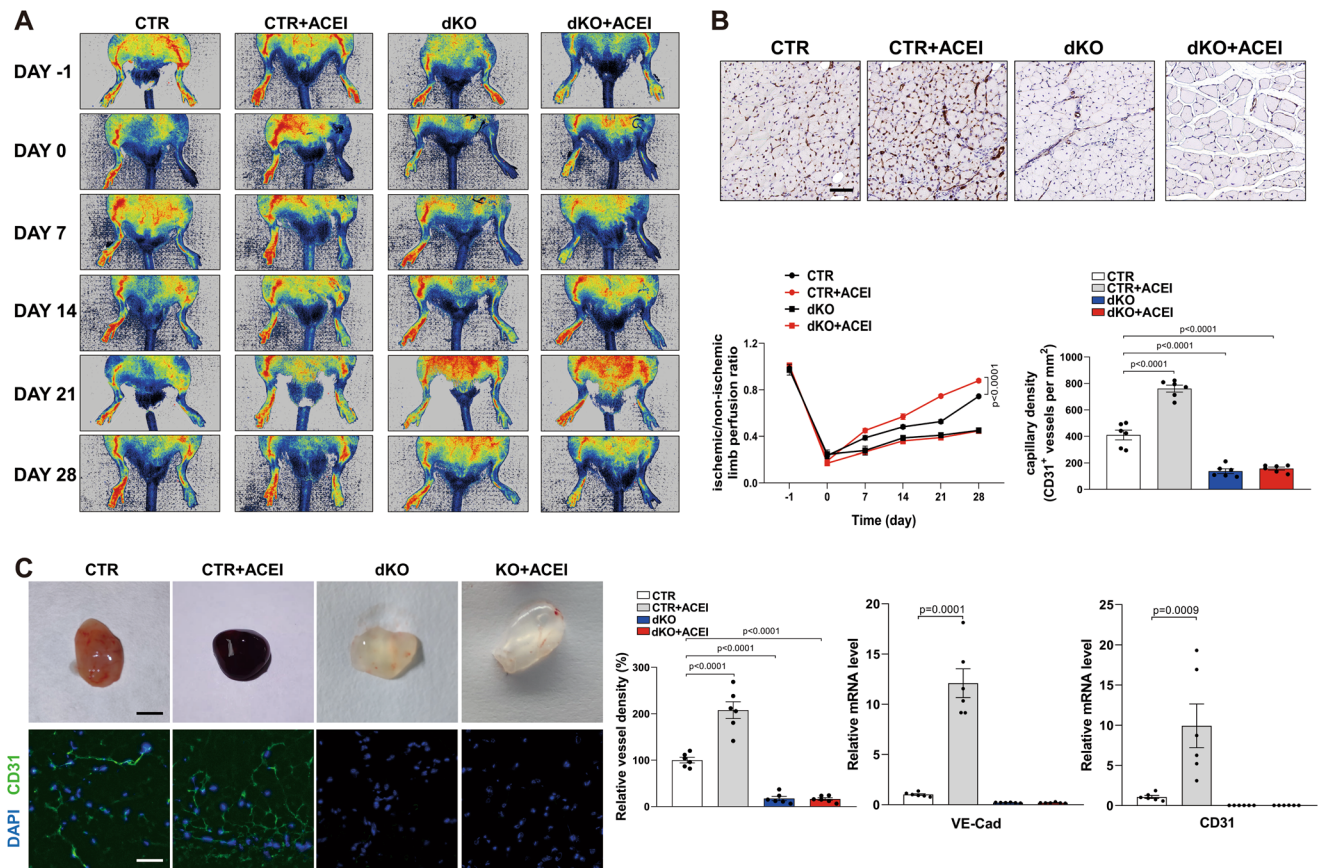 A
CTR
CTR+ACEI
dKO
dKO+ACEI
DAY -1
DAY 0
DAY 7
DAY 14
DAY 21
DAY 28
B
CTR
CTR+ACEI
dKO
dKO+ACEI
CTR
CTR+ACEI
dKO
dKO+ACEI
ischemic/non-ischemic
limb perfusion ratio
1.2
0.8
0.4
0.0
-1
0
7
14
21
28
Time (day)
p<0.0001
CTR
CTR+ACEI
dKO
dKO+ACEI
p<0.0001
p<0.0001
p<0.0001
capillary density
(CD31⁺ vessels per mm²)
1000
800
600
400
200
0
C
CTR
CTR+ACEI
dKO
KO+ACEI
DAPI CD31
CTR
CTR+ACEI
dKO
dKO+ACEI
p<0.0001
p<0.0001
p<0.0001
Relative vessel density (%)
300
200
100
0
Relative mRNA level
20
15
10
5
0
p=0.0001
VE-Cad
Relative mRNA level
25
20
15
10
5
0
p=0.0009
CD31